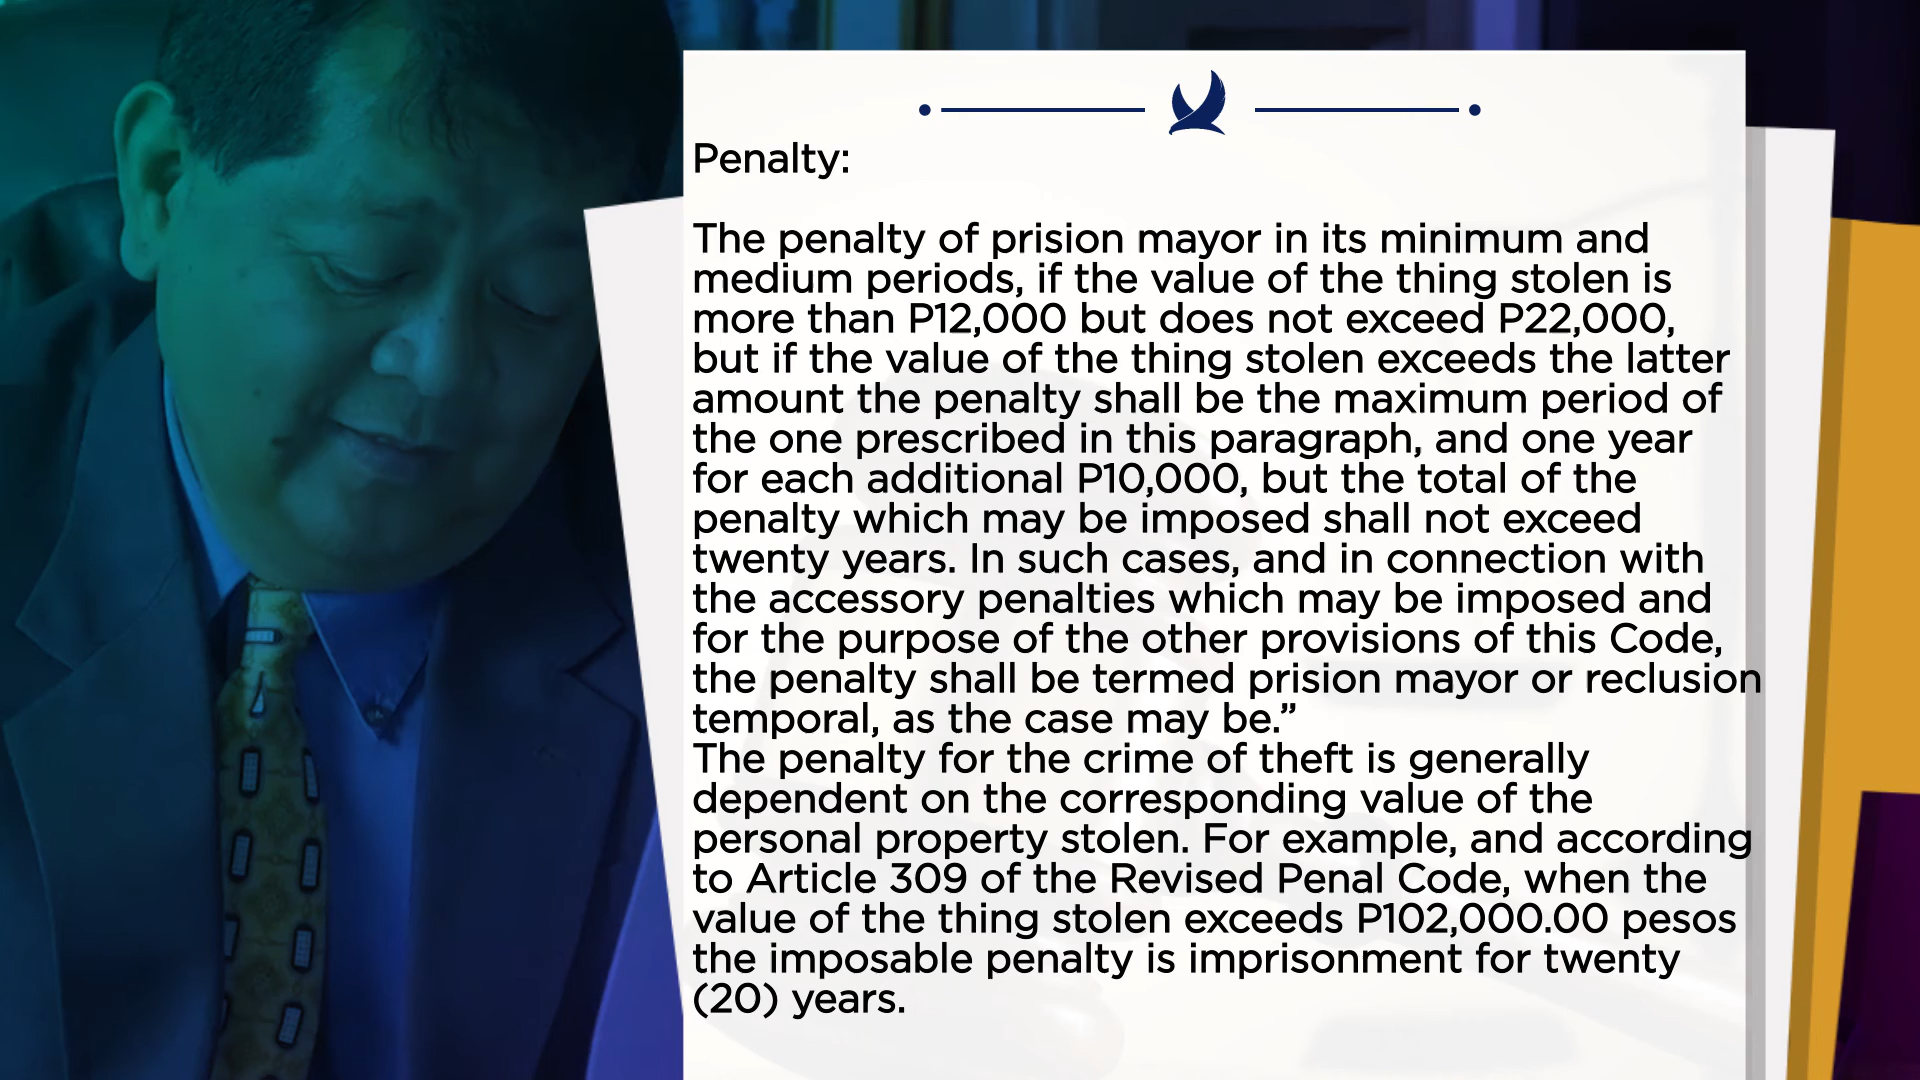 Penalty:
The penalty of prision mayor in its minimum and
medium periods, if the value of the thing stolen is
more than P12,000 but does not exceed P22,000,
but if the value of the thing stolen exceeds the latter
amount the penalty shall be the maximum period of
the one prescribed in this paragraph, and one year
for each additional P10,000, but the total of the
penalty which may be imposed shall not exceed
twenty years. In such cases, and in connection with
the accessory penalties which may be imposed and
for the purpose of the other provisions of this Code,
the penalty shall be termed prision mayor or reclusion
temporal, as the case may be.”
The penalty for the crime of theft is generally
dependent on the corresponding value of the
personal property stolen. For example, and according
to Article 309 of the Revised Penal Code, when the
value of the thing stolen exceeds P102,000.00 pesos
the imposable penalty is imprisonment for twenty
(20) years.